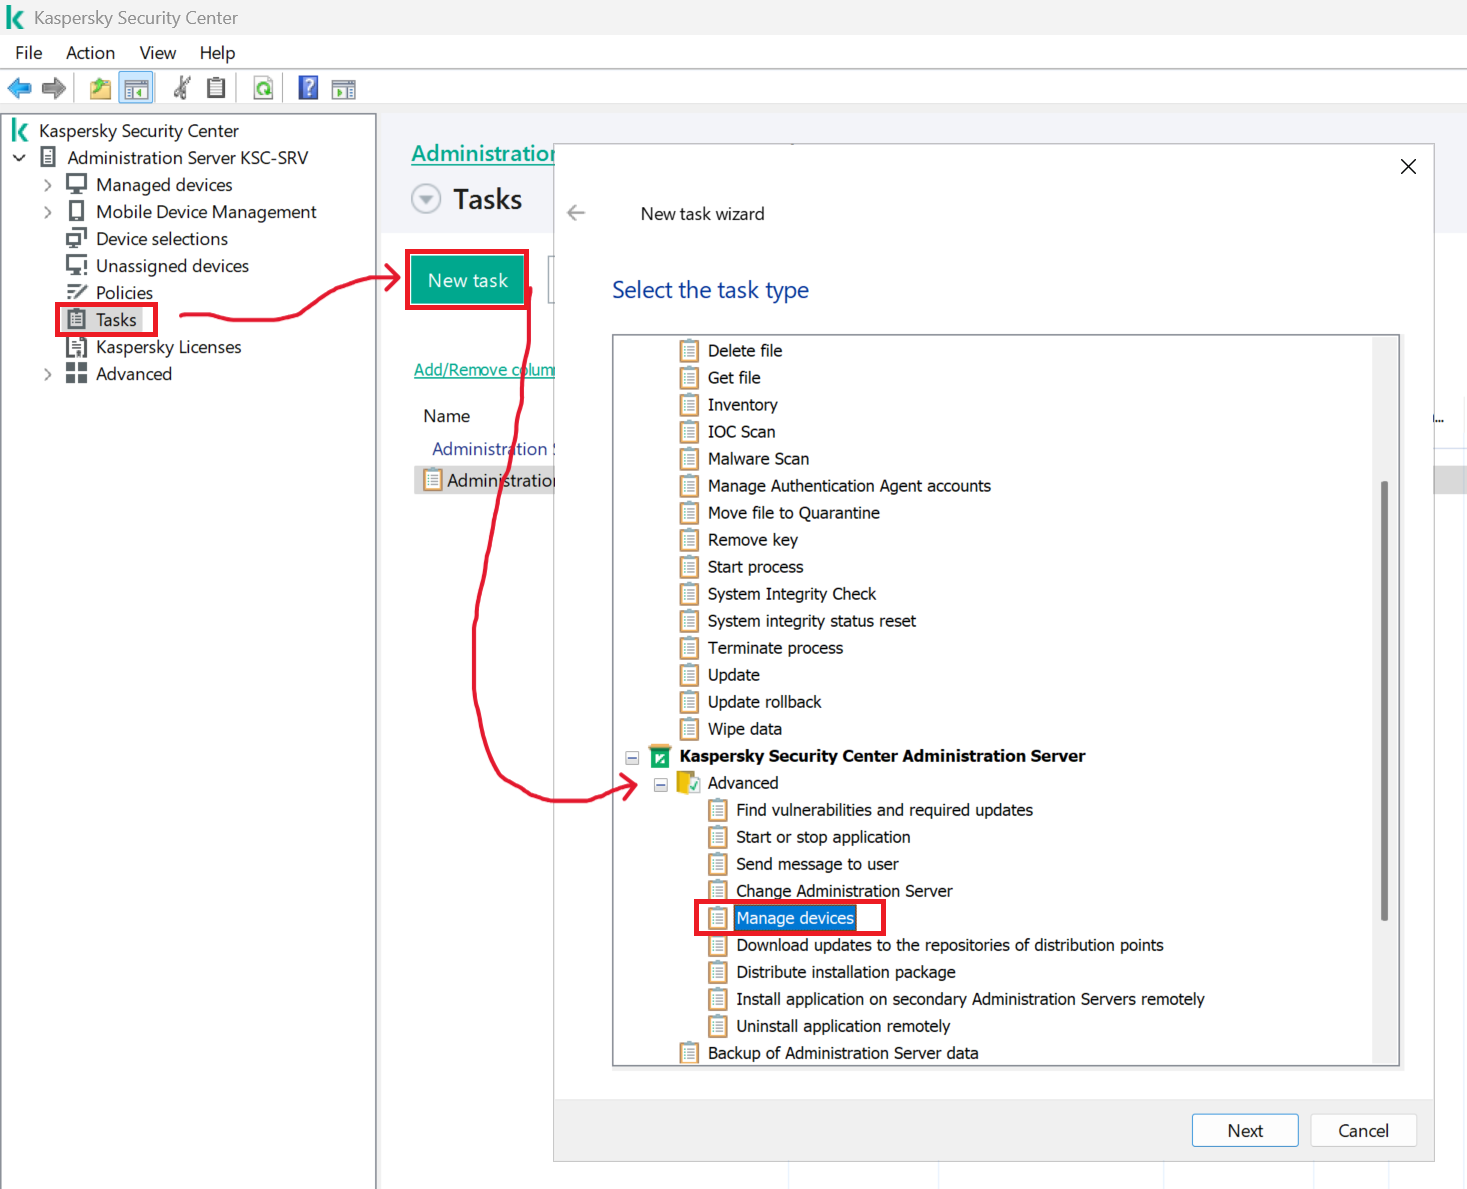 Kaspersky Security Center
File Action View Help
Kaspersky Security Center
Administration Server KSC-SRV
Managed devices
Mobile Device Management
Device selections
Unassigned devices
Policies
Tasks
Kaspersky Licenses
Advanced
Tasks
New task
Add/Remove
Name
Administration
New task wizard
Select the task type
Delete file
Get file
Inventory
IOC Scan
Malware Scan
Manage Authentication Agent accounts
Move file to Quarantine
Remove key
Start process
System Integrity Check
System integrity status reset
Terminate process
Update
Update rollback
Wipe data
Kaspersky Security Center Administration Server
Advanced
Find vulnerabilities and required updates
Start or stop application
Send message to user
Change Administration Server
Manage devices
Download updates to the repositories of distribution points
Distribute installation package
Install application on secondary Administration Servers remotely
Uninstall application remotely
Backup of Administration Server data
Next
Cancel